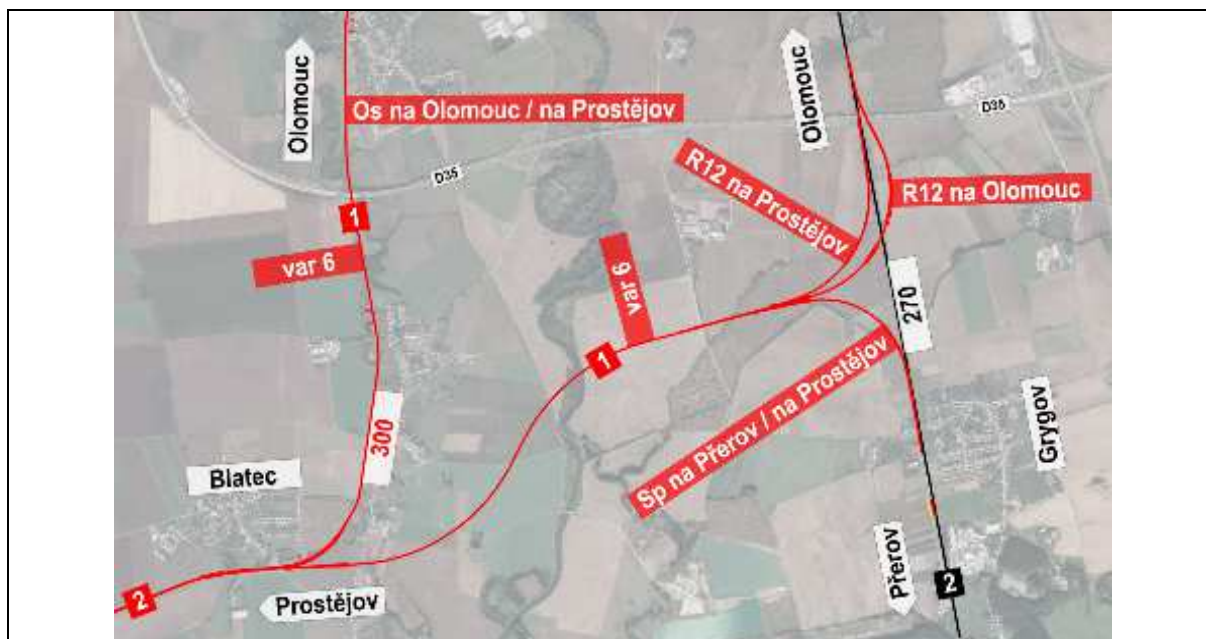 Olomouc
Os na Olomouc / na Prostějov
D35
1
var 6
Olomouc
D35
R12 na Prostějov
R12 na Olomouc
var 6
270
1
Sp na Přerov / na Prostějov
300
Blatec
Grygov
Přerov
2
Prostějov
2